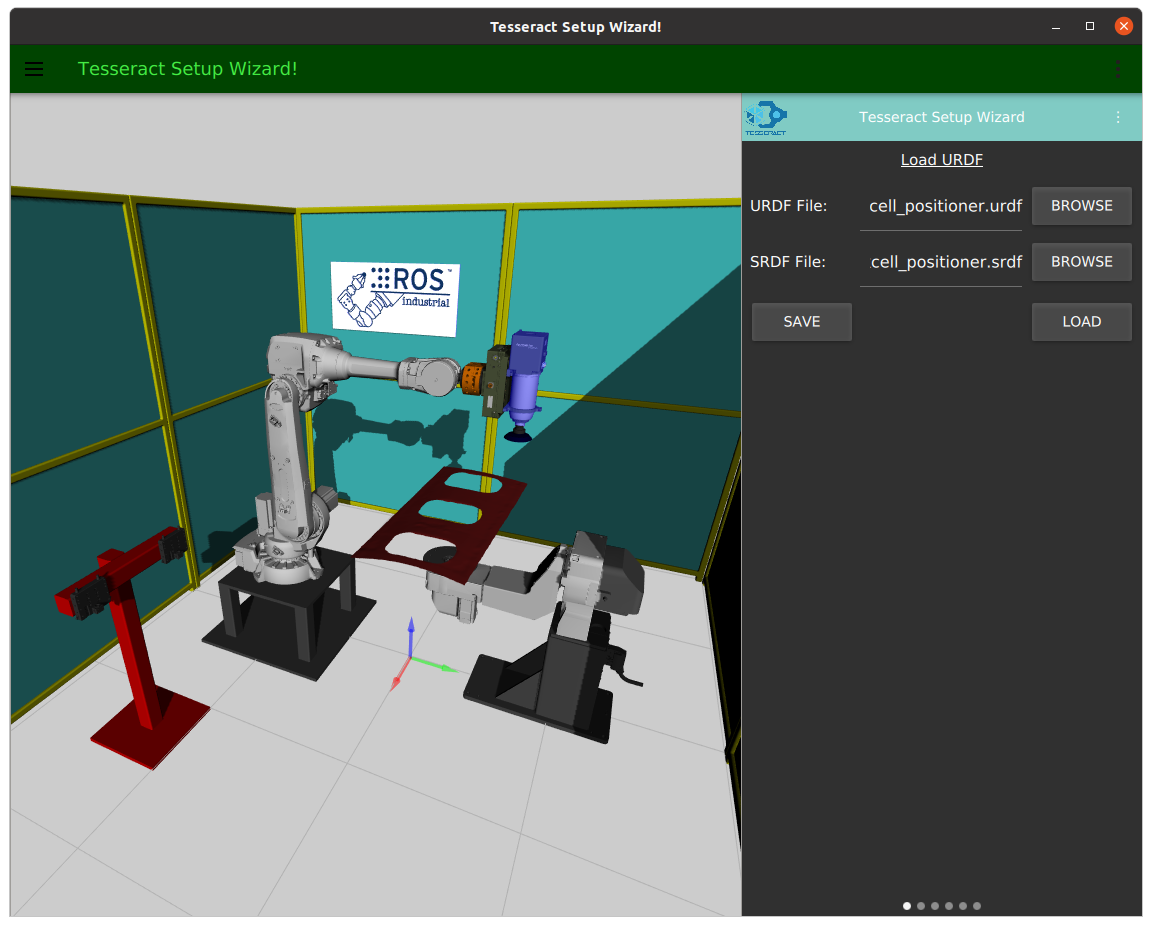 Tesseract Setup Wizard!
Tesseract Setup Wizard!
TESSERACT
Tesseract Setup Wizard
Load URDF
URDF File:
cell_positioner.urdf
BROWSE
SRDF File:
cell_positioner.srdf
BROWSE
SAVE
LOAD
ROS
industrial